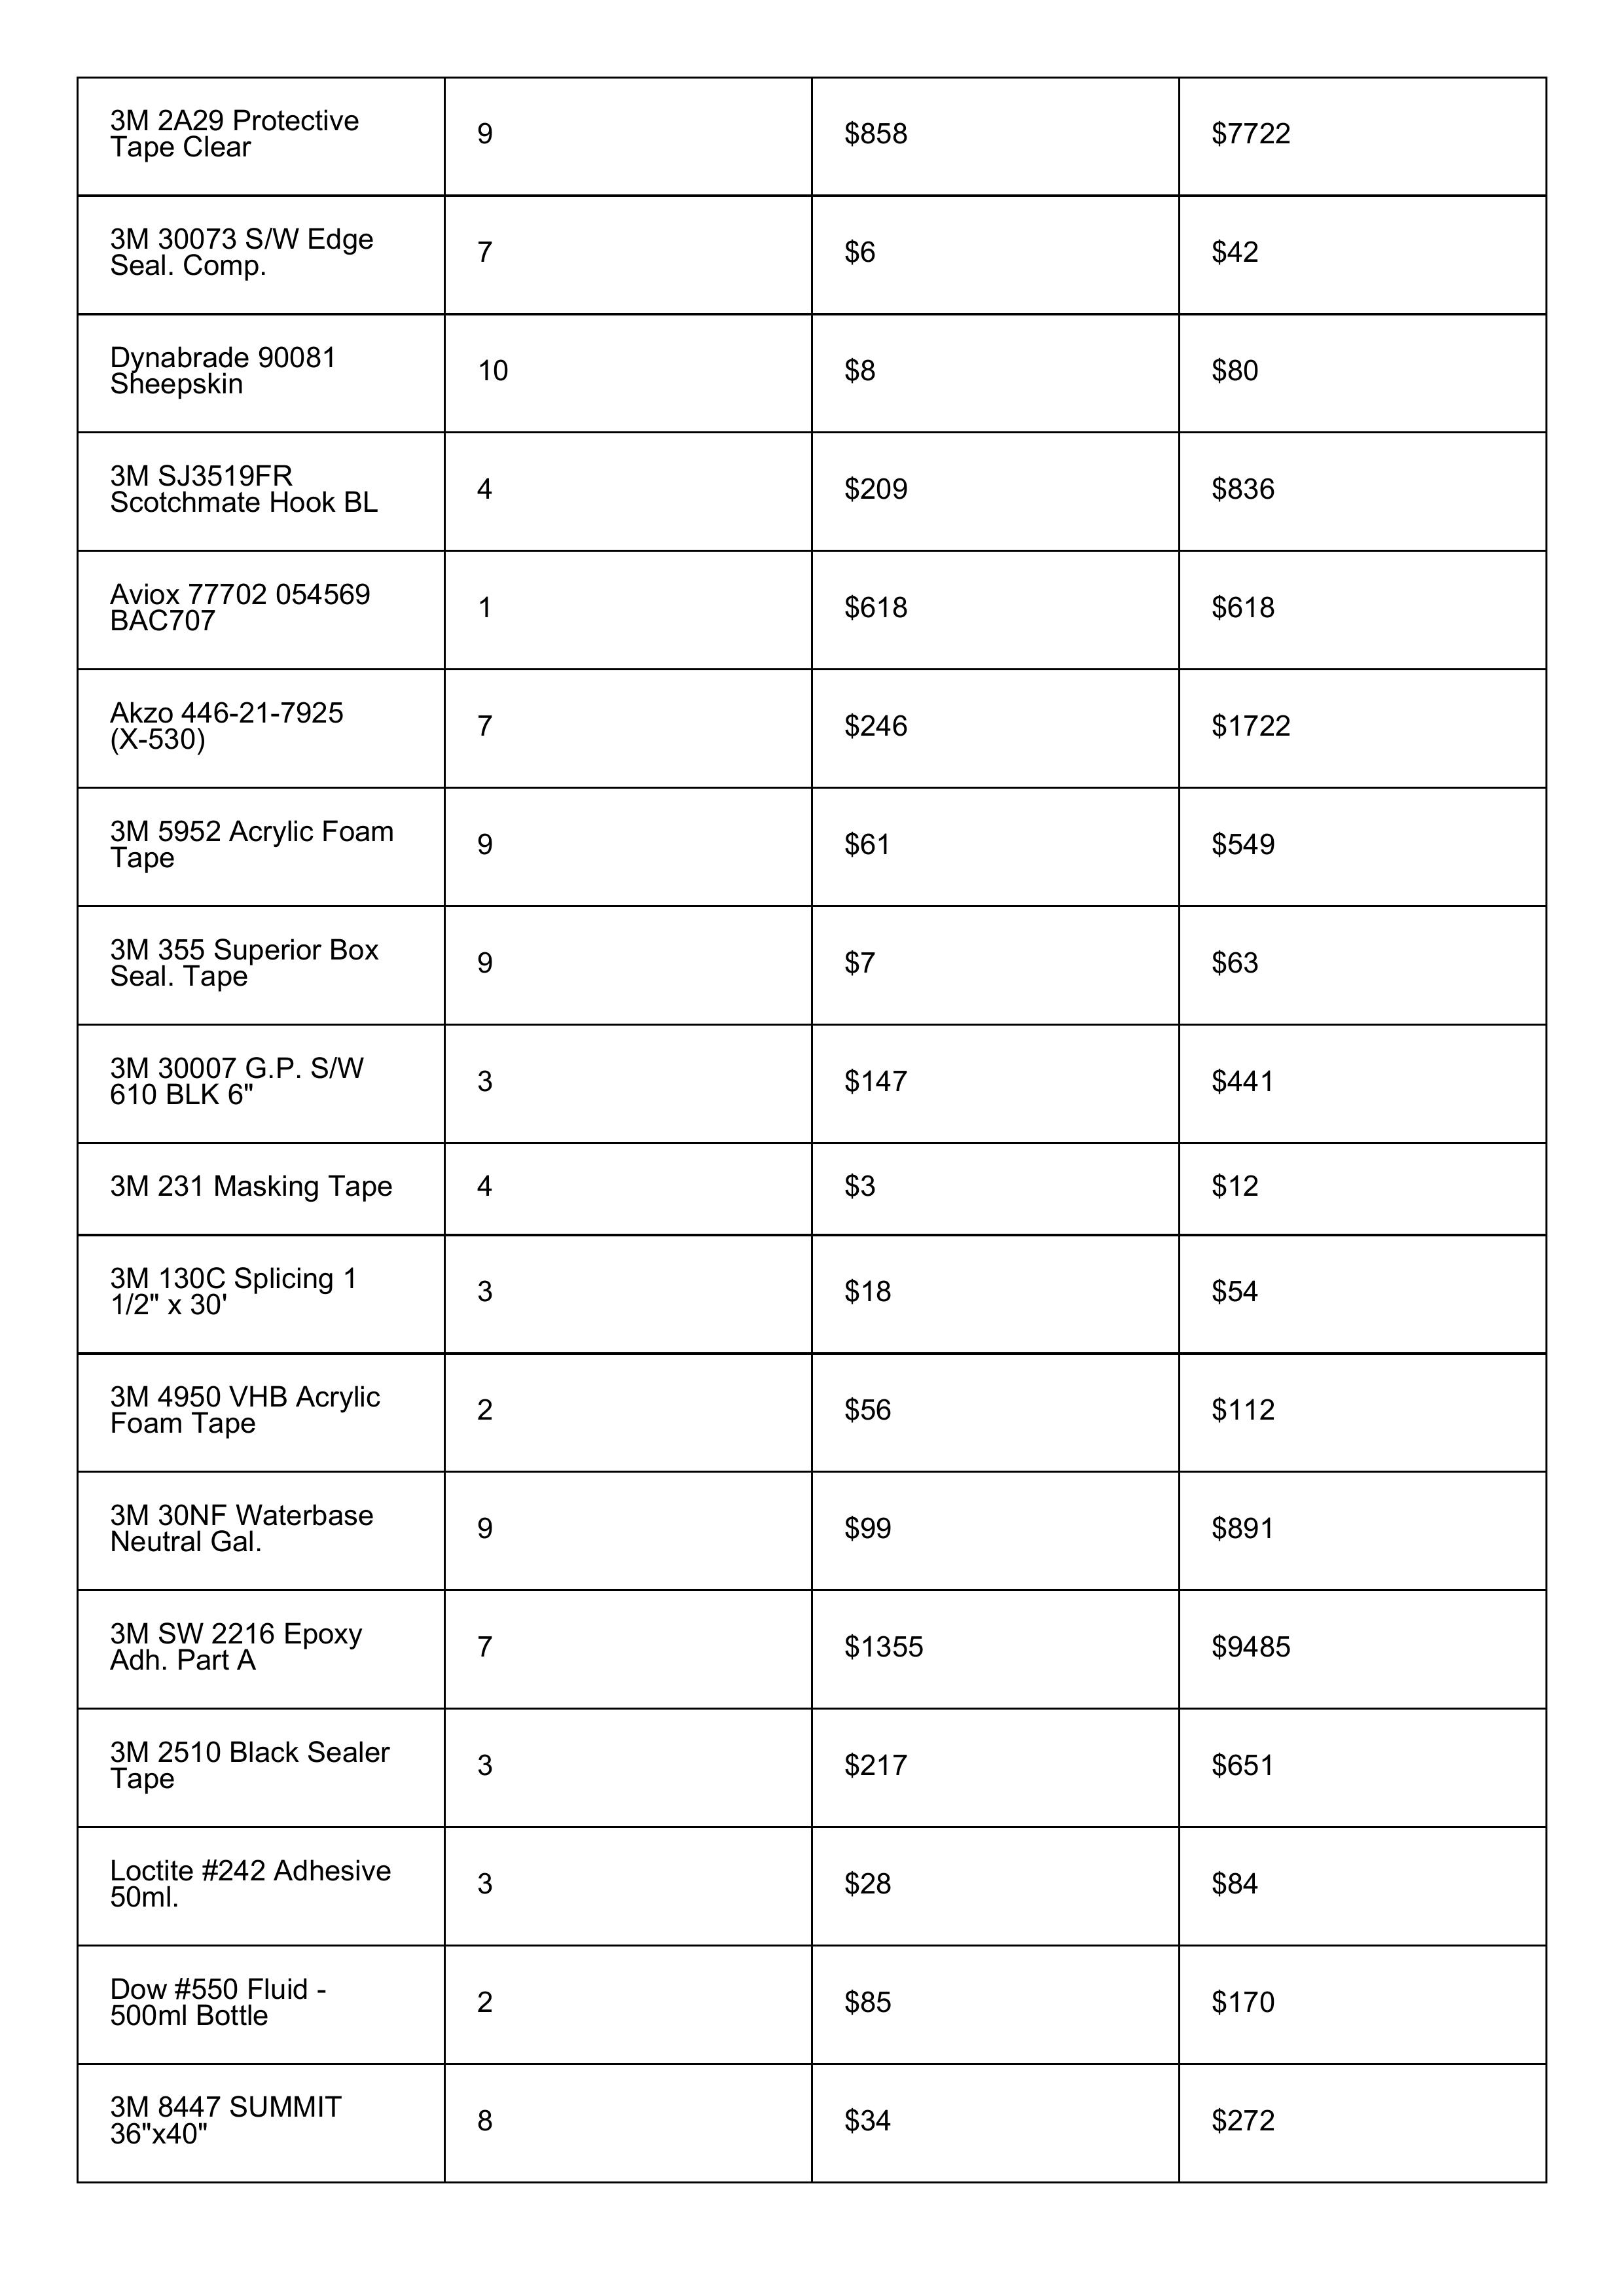 3M 2A29 Protective
Tape Clear
9
$858
$7722
3M 30073 S/W Edge
Seal. Comp.
7
$6
$42
Dynabrade 90081
Sheepskin
10
$8
$80
3M SJ3519FR
Scotchmate Hook BL
4
$209
$836
Aviox 77702 054569
BAC707
1
$618
$618
Akzo 446-21-7925
(X-530)
7
$246
$1722
3M 5952 Acrylic Foam
Tape
9
$61
$549
3M 355 Superior Box
Seal. Tape
9
$7
$63
3M 30007 G.P. S/W
610 BLK 6"
3
$147
$441
3M 231 Masking Tape
4
$3
$12
3M 130C Splicing 1
1/2" x 30'
3
$18
$54
3M 4950 VHB Acrylic
Foam Tape
2
$56
$112
3M 30NF Waterbase
Neutral Gal.
9
$99
$891
3M SW 2216 Epoxy
Adh. Part A
7
$1355
$9485
3M 2510 Black Sealer
Tape
3
$217
$651
Loctite #242 Adhesive
50ml.
3
$28
$84
Dow #550 Fluid -
500ml Bottle
2
$85
$170
3M 8447 SUMMIT
36"x40"
8
$34
$272